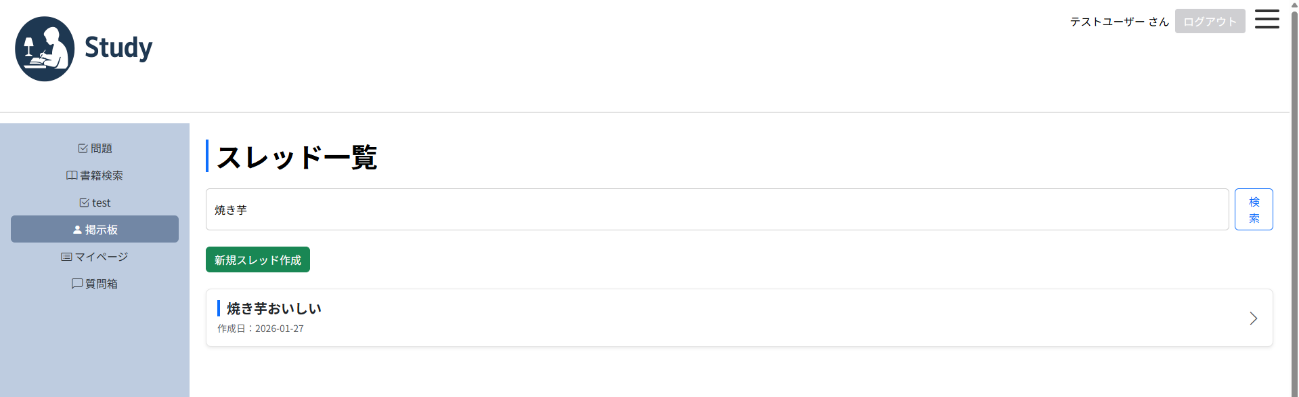 Study
テストユーザー さん ログアウト
問題
書籍検索
test
掲示板
マイページ
質問箱
スレッド一覧
焼き芋
検
索
新規スレッド作成
焼き芋おいしい
作成日：2026-01-27